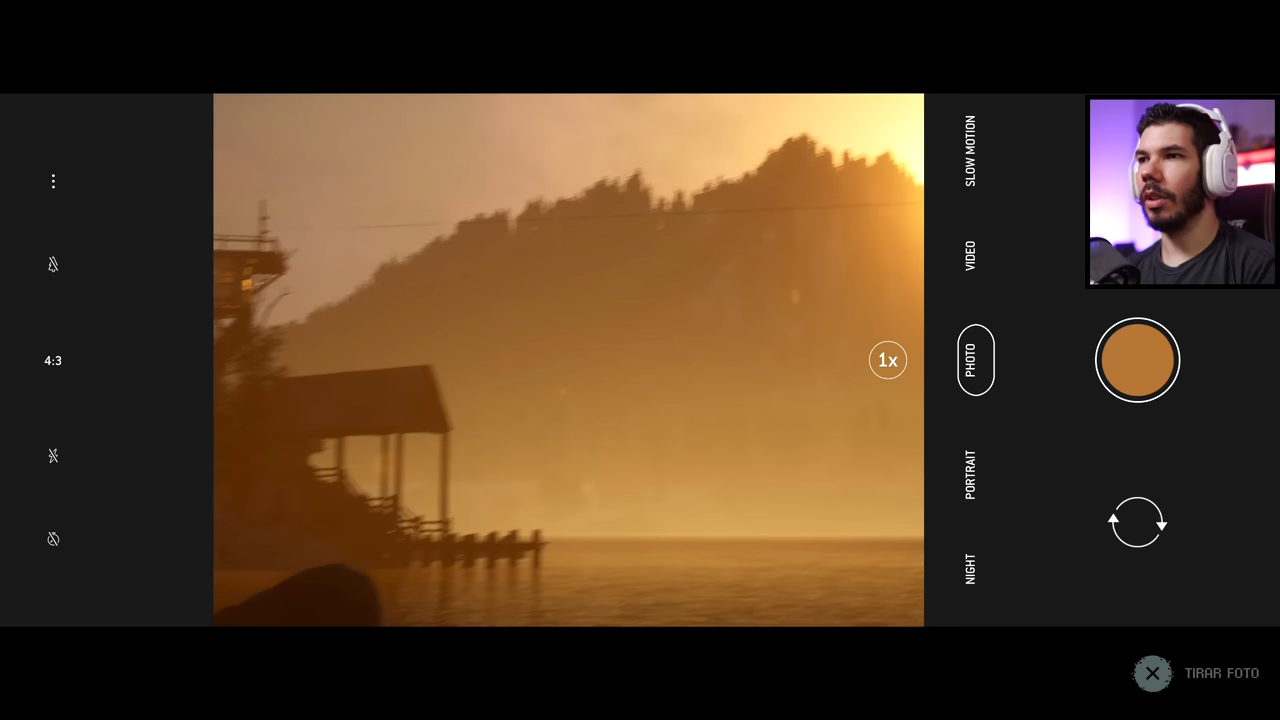 4:3
1x
SLOW MOTION
VIDEO
PHOTO
PORTRAIT
NIGHT
TIRAR FOTO